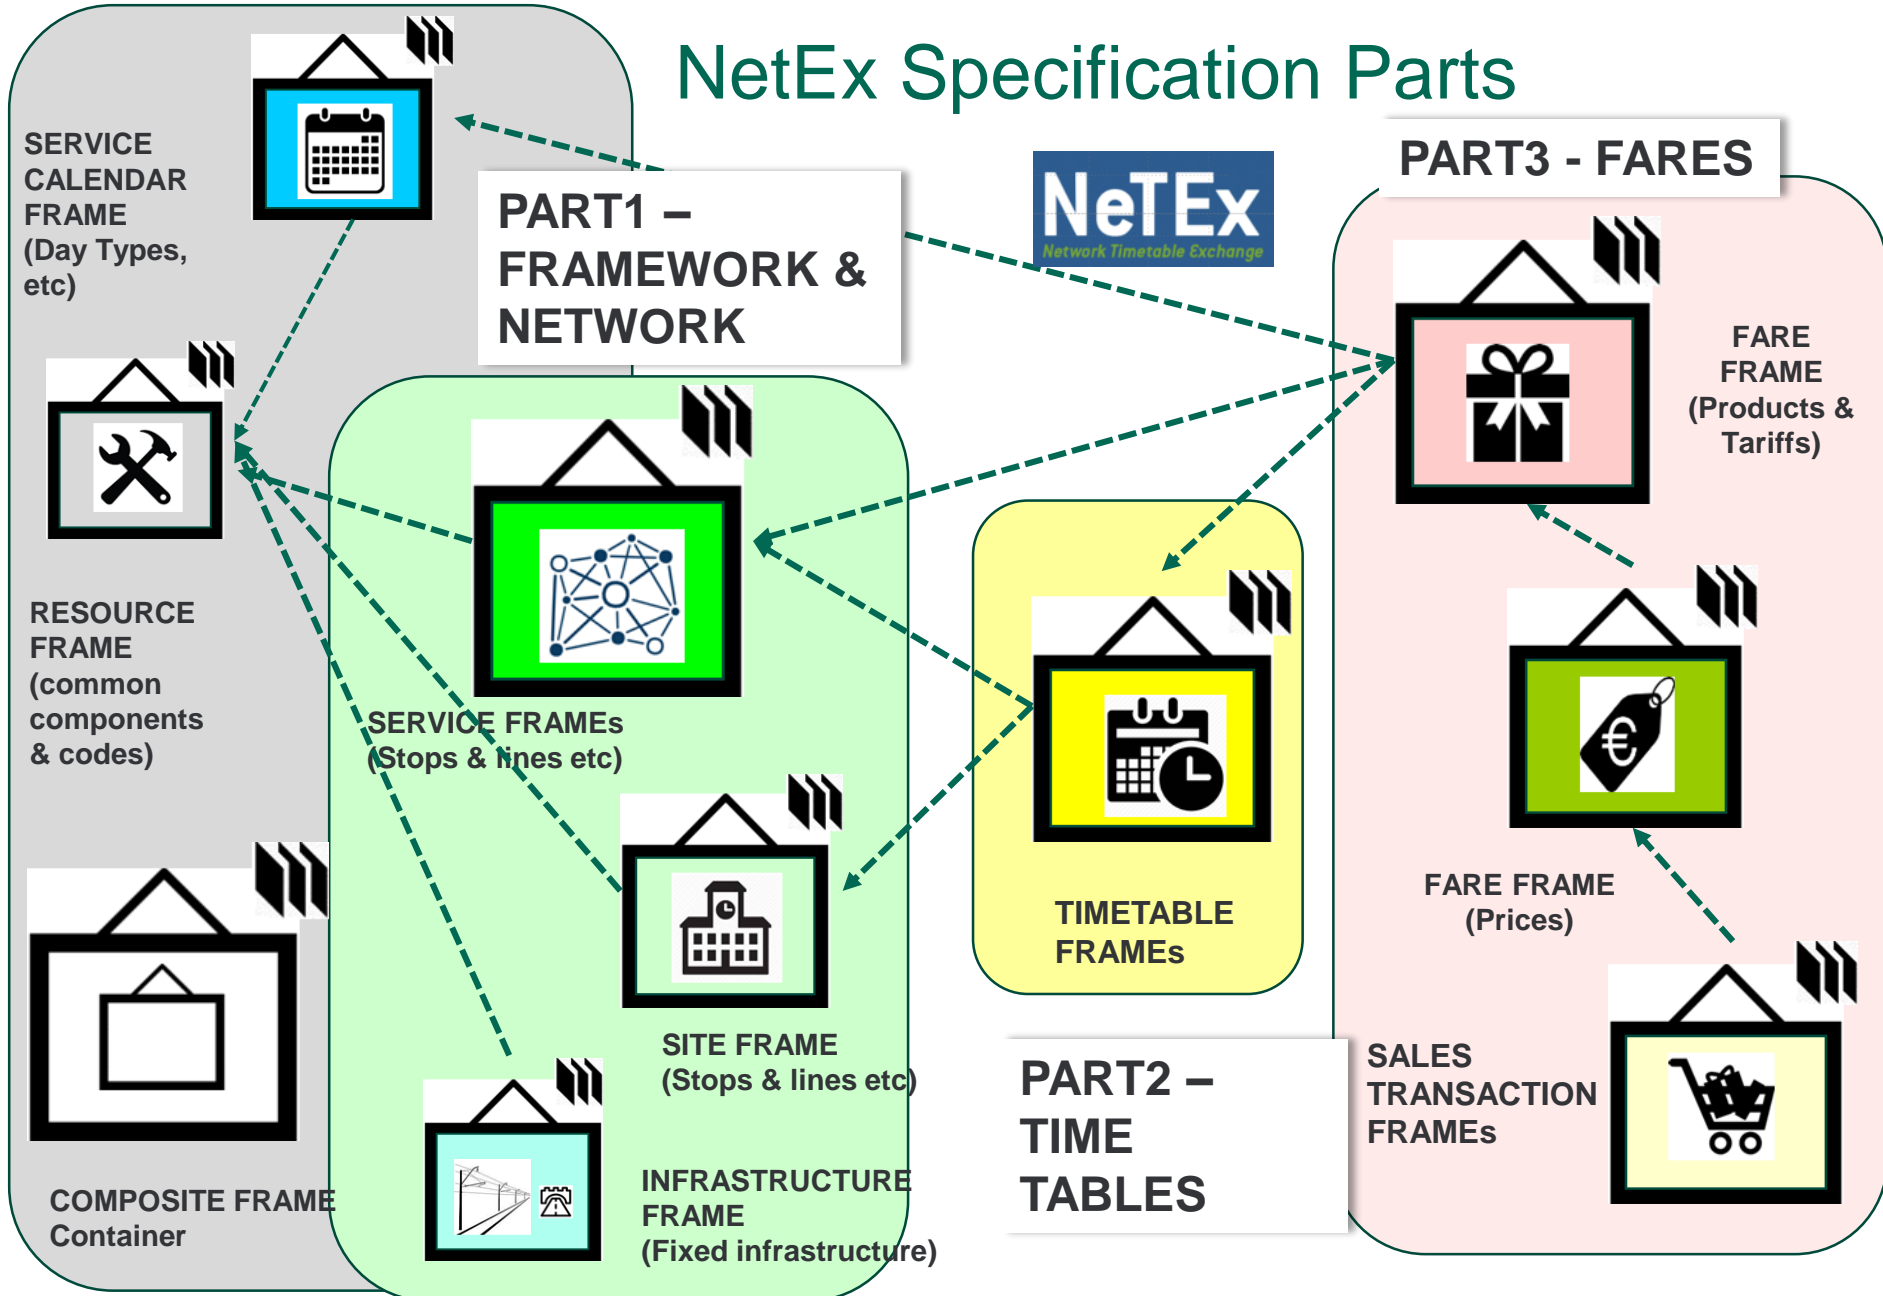 NetEx Specification Parts
SERVICE
CALENDAR
FRAME
(Day Types,
etc)
PART1 –
FRAMEWORK &
NETWORK
NeTEx
Network Timetable Exchange
PART3 - FARES
FARE
FRAME
(Products &
Tariffs)
RESOURCE
FRAME
(common
components
& codes)
SERVICE FRAMEs
(Stops & lines etc)
€
TIMETABLE
FRAMEs
FARE FRAME
(Prices)
SITE FRAME
(Stops & lines etc)
PART2 –
TIME
TABLES
SALES
TRANSACTION
FRAMEs
COMPOSITE FRAME
Container
INFRASTRUCTURE
FRAME
(Fixed infrastructure)